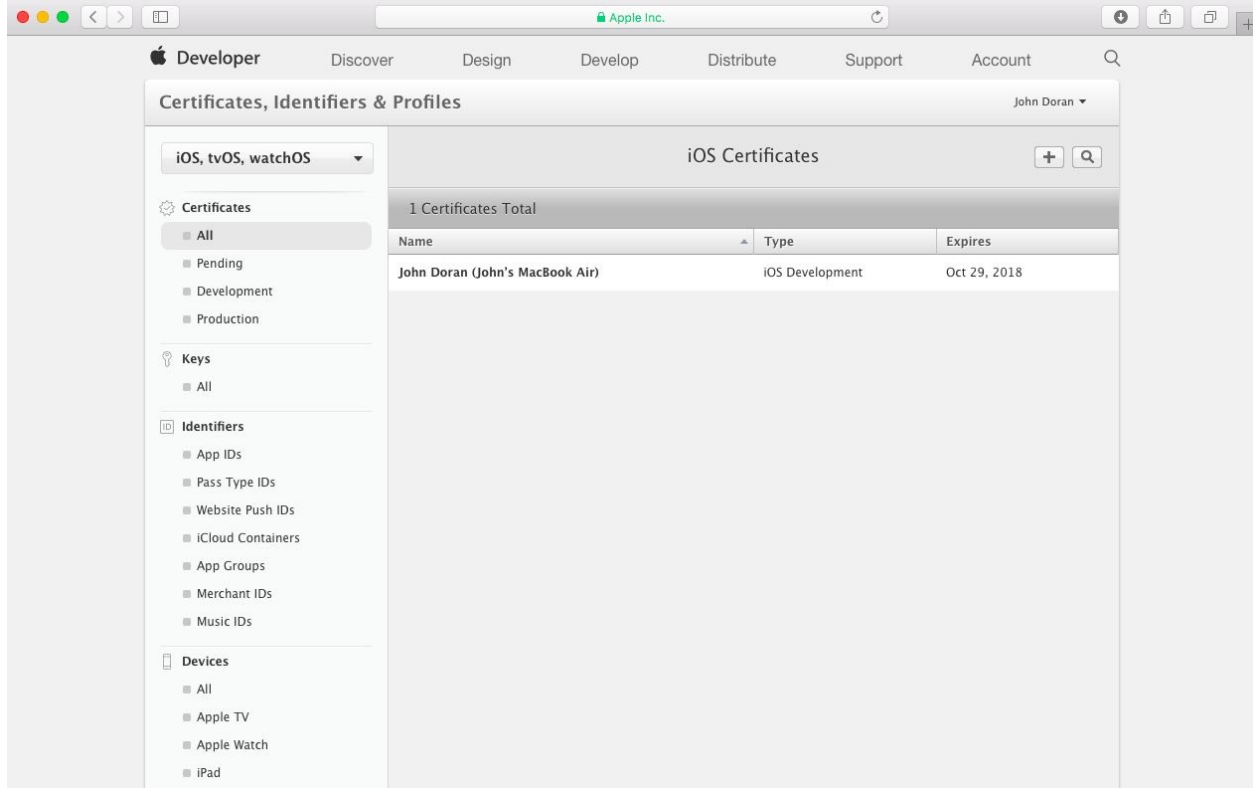 Apple Inc.
Developer Discover Design Develop Distribute Support Account
Certificates, Identifiers & Profiles
John Doran
iOS, tvOS, watchOS
iOS Certificates
Certificates
All
Pending
Development
Production
Keys
All
ID Identifiers
App IDs
Pass Type IDs
Website Push IDs
iCloud Containers
App Groups
Merchant IDs
Music IDs
Devices
All
Apple TV
Apple Watch
iPad
1 Certificates Total
Name Type Expires
John Doran (John's MacBook Air) iOS Development Oct 29, 2018